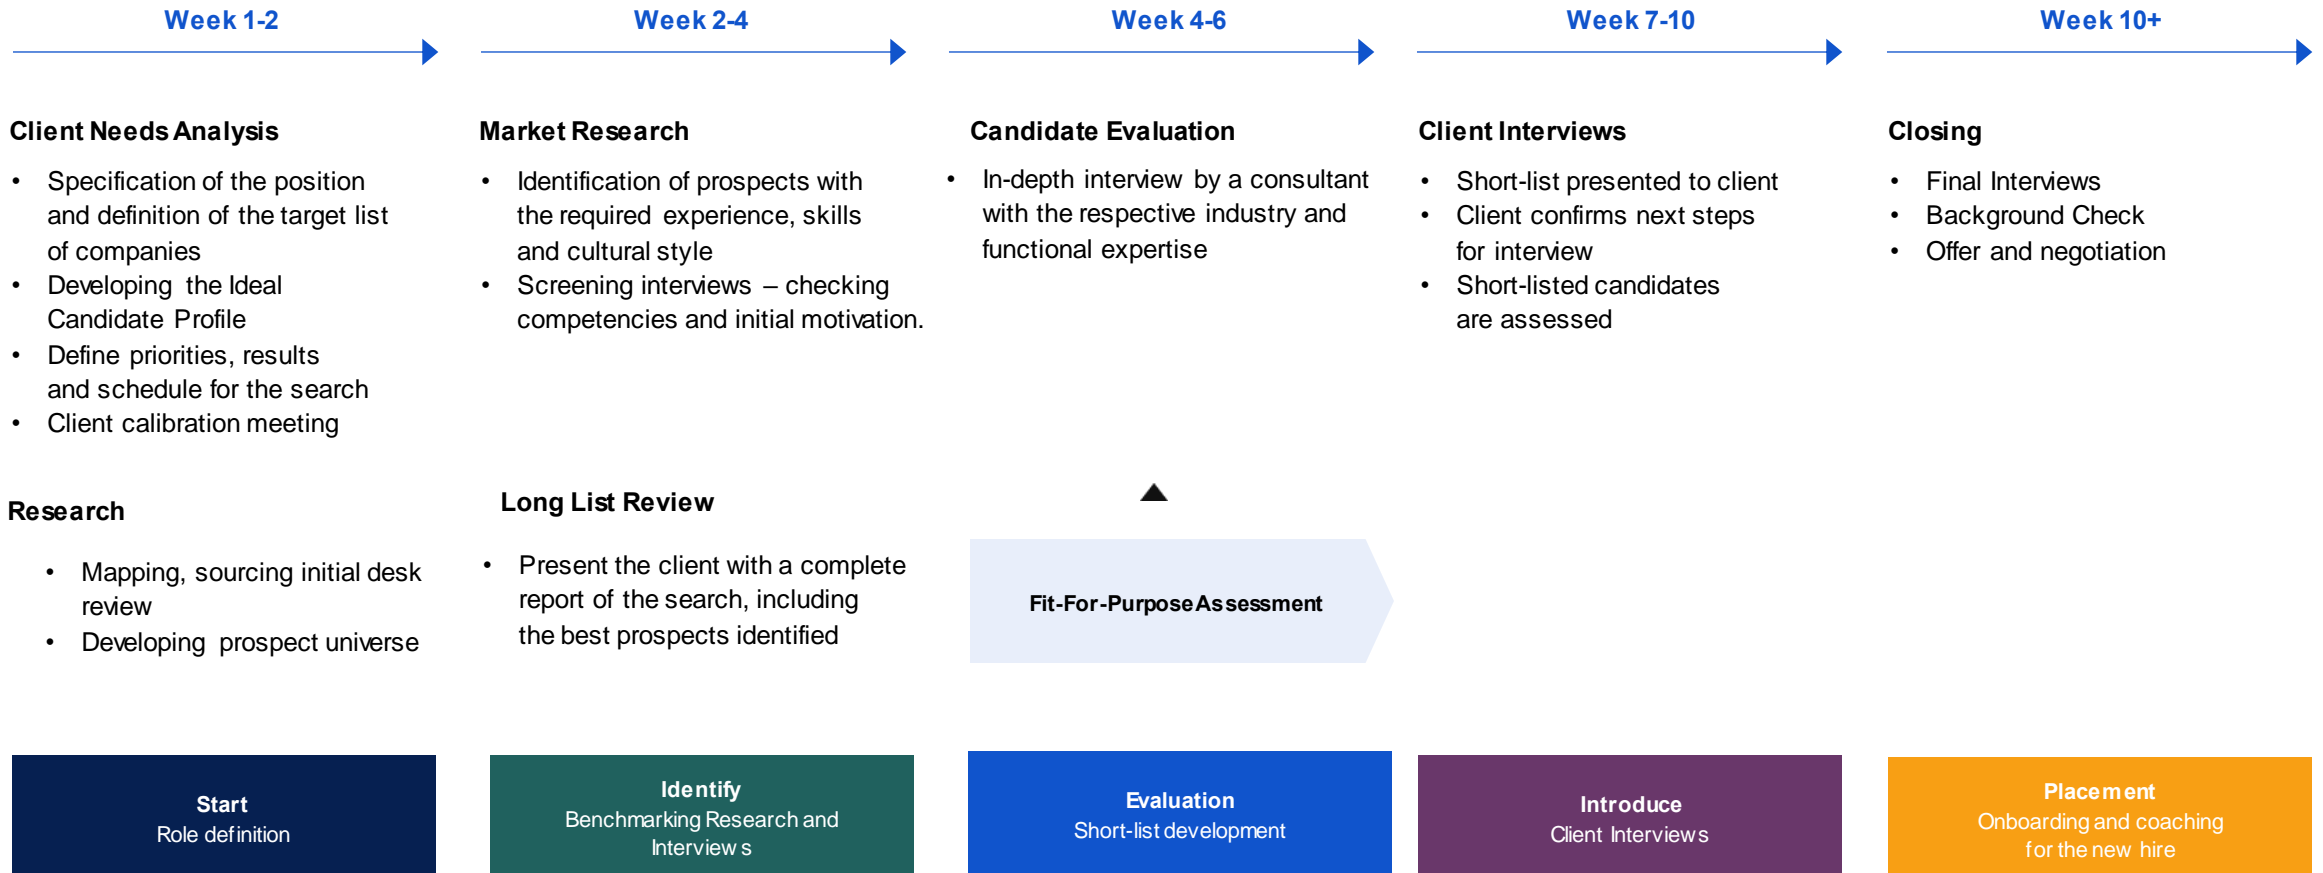 Week 1-2
Week 2-4
Week 4-6
Week 7-10
Week 10+
Client Needs Analysis
• Specification of the position
and definition of the target list
of companies
• Developing the Ideal
Candidate Profile
• Define priorities, results
and schedule for the search
• Client calibration meeting
Research
• Mapping, sourcing initial desk
review
• Developing prospect universe
Market Research
• Identification of prospects with
the required experience, skills
and cultural style
• Screening interviews – checking
competencies and initial motivation.
Long List Review
• Present the client with a complete
report of the search, including
the best prospects identified
Candidate Evaluation
• In-depth interview by a consultant
with the respective industry and
functional expertise
Fit-For-Purpose Assessment
Client Interviews
• Short-list presented to client
• Client confirms next steps
for interview
• Short-listed candidates
are assessed
Closing
• Final Interviews
• Background Check
• Offer and negotiation
Start
Role definition
Identify
Benchmarking Research and
Interviews
Evaluation
Short-list development
Introduce
Client Interviews
Placement
Onboarding and coaching
for the new hire